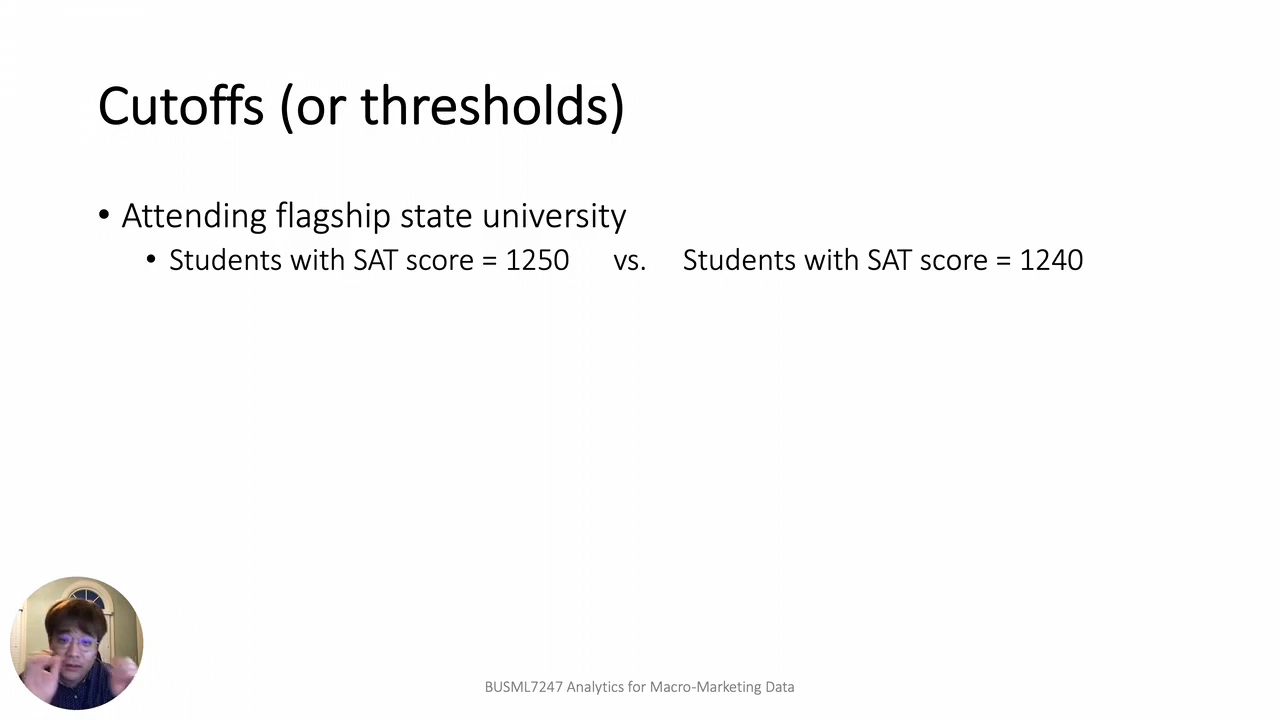 Cutoffs (or thresholds)
• Attending flagship state university
• Students with SAT score = 1250 vs. Students with SAT score = 1240
BUSML7247 Analytics for Macro-Marketing Data